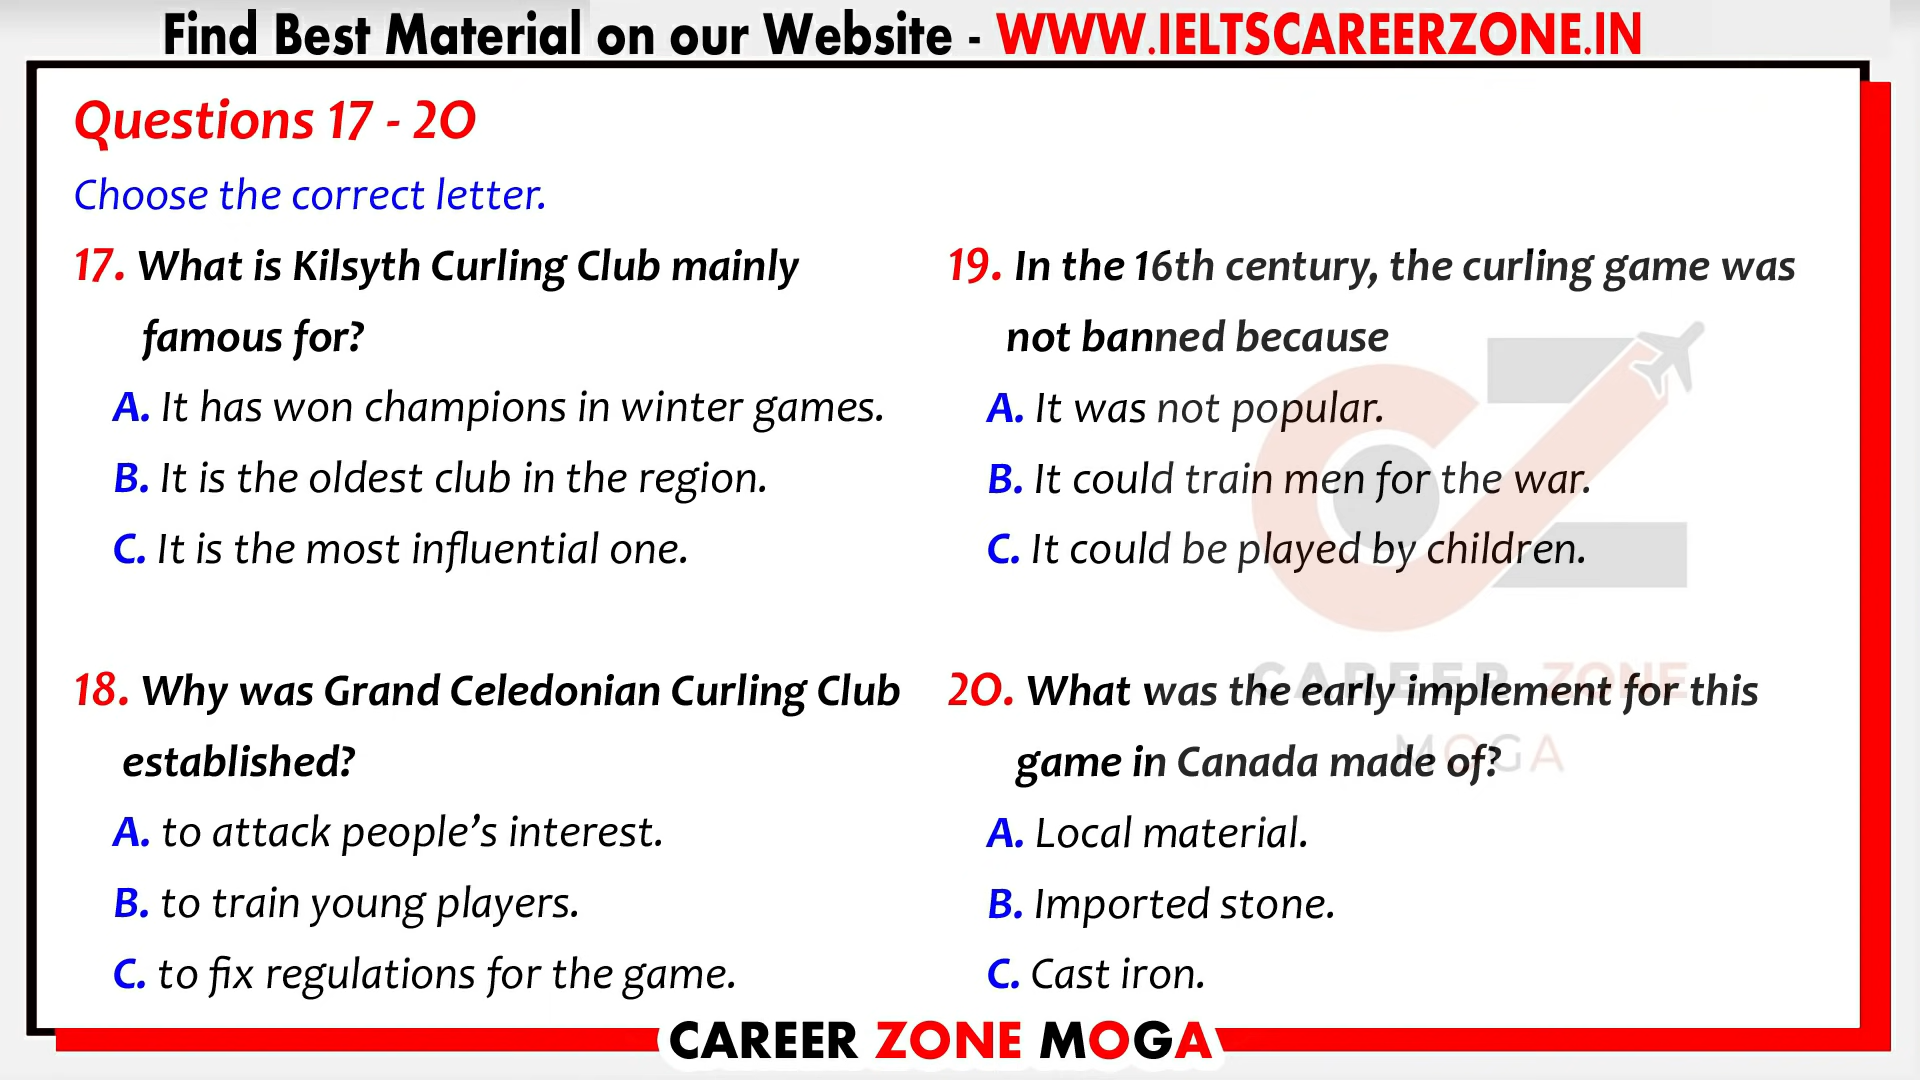 Find Best Material on our Website - WWW.IELTSCAREERZONE.IN
Questions 17 - 20
Choose the correct letter.
17. What is Kilsyth Curling Club mainly
famous for?
A. It has won champions in winter games.
B. It is the oldest club in the region.
C. It is the most influential one.
18. Why was Grand Celedonian Curling Club
established?
A. to attack people’s interest.
B. to train young players.
C. to fix regulations for the game.
19. In the 16th century, the curling game was
not banned because
A. It was not popular.
B. It could train men for the war.
C. It could be played by children.
20. What was the early implement for this
game in Canada made of?
A. Local material.
B. Imported stone.
C. Cast iron.
CAREER ZONE
MOGA
CAREER ZONE MOGA